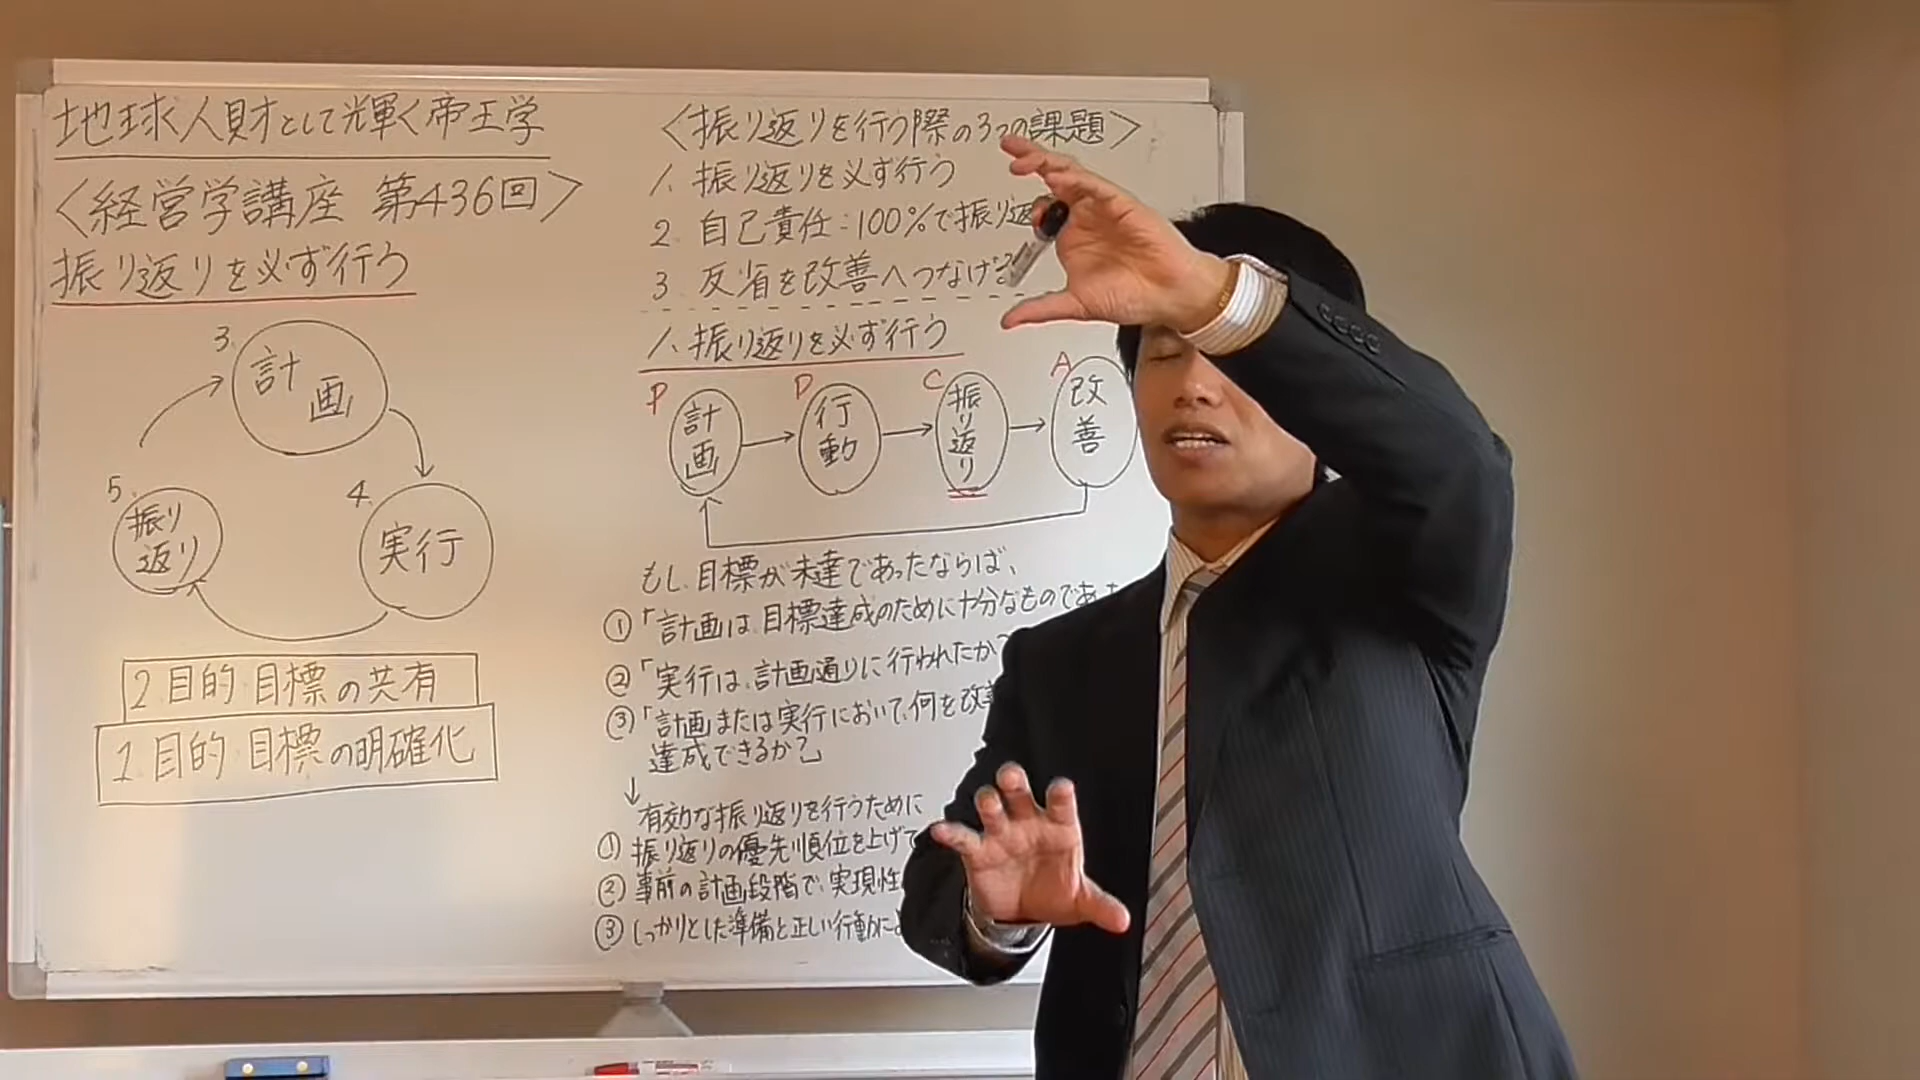 地球人財として輝く帝王学
〈経営学講座 第436回〉
振り返りを必ず行う
3.
計画
4.
実行
5.
振り
返り
2.目的・目標の共有
1.目的・目標の明確化
〈振り返りを行う際の3つの課題〉
1. 振り返りを必ず行う
2. 自己責任:100%で振り返
3. 反省を改善へつなげる
1. 振り返りを必ず行う
P
計画
D
行動
C
振り返り
A
改善
もし、目標が未達であったならば、
①「計画は、目標達成のために十分なものであった
②「実行は、計画通りに行われたか?
③「計画または実行において、何を改善
達成できるか?」
↓
有効な振り返りを行うために
① 振り返りの優先順位を上げて
② 事前の計画段階で、実現性
③ しっかりとした準備と正しい行動によ